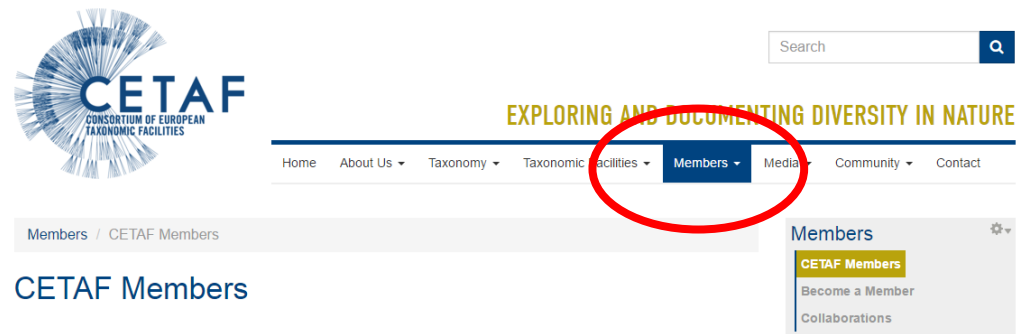 Search
CETAF
CONSORTIUM OF EUROPEAN
TAXONOMIC FACILITIES
EXPLORING AND DOCUMENTING DIVERSITY IN NATURE
Home About Us Taxonomy Taxonomic Facilities Members Media Community Contact
Members / CETAF Members
Members
CETAF Members
CETAF Members
Become a Member
Collaborations